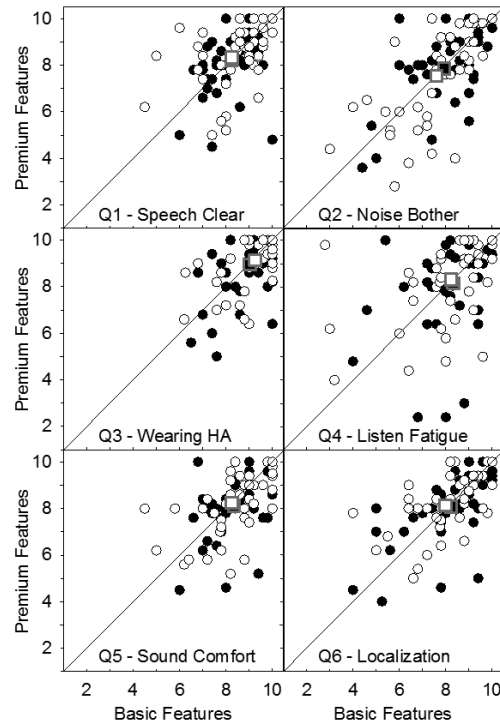 10
8
6
4
2
Premium Features
Q1 - Speech Clear
Q2 - Noise Bother
10
8
6
4
2
Premium Features
Q3 - Wearing HA
Q4 - Listen Fatigue
10
8
6
4
2
Premium Features
Q5 - Sound Comfort
Q6 - Localization
2 4 6 8 10
2 4 6 8 10
Basic Features
Basic Features